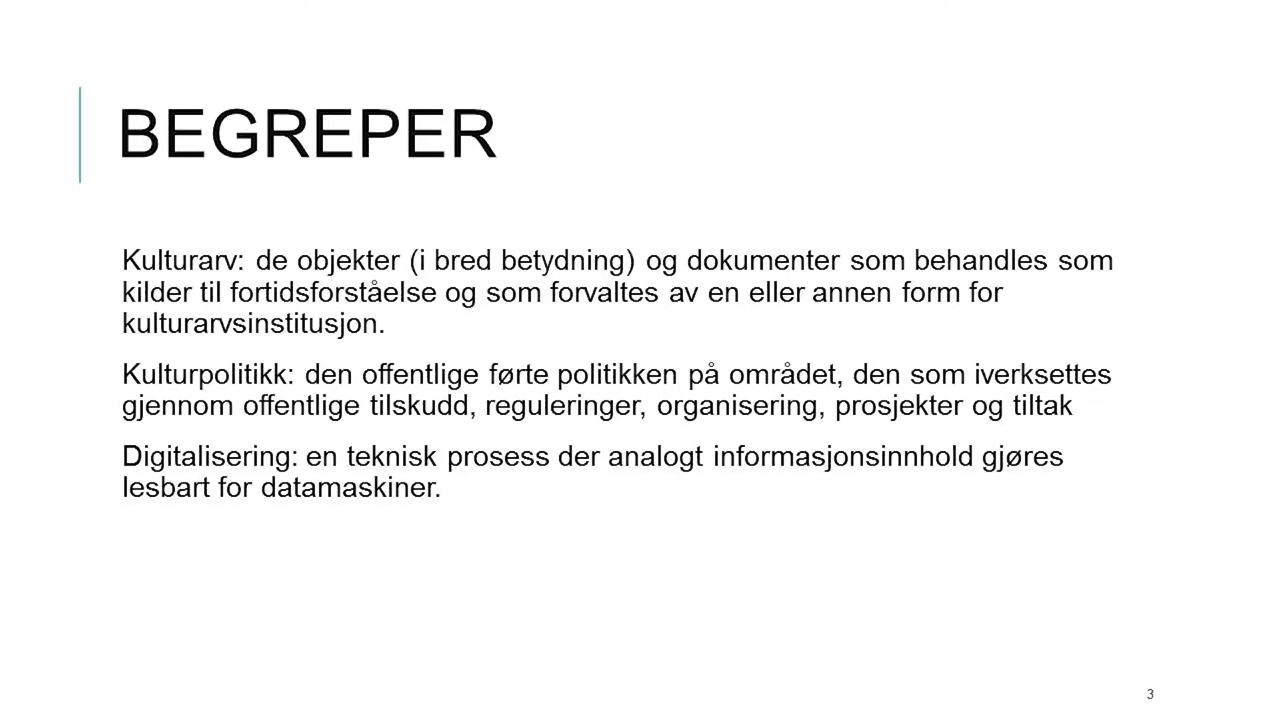 BEGREPER
Kulturarv: de objekter (i bred betydning) og dokumenter som behandles som
kilder til fortidsforståelse og som forvaltes av en eller annen form for
kulturarvsinstitusjon.
Kulturpolitikk: den offentlige førte politikken på området, den som iverksettes
gjennom offentlige tilskudd, reguleringer, organisering, prosjekter og tiltak
Digitalisering: en teknisk prosess der analogt informasjonsinnhold gjøres
lesbart for datamaskiner.
3